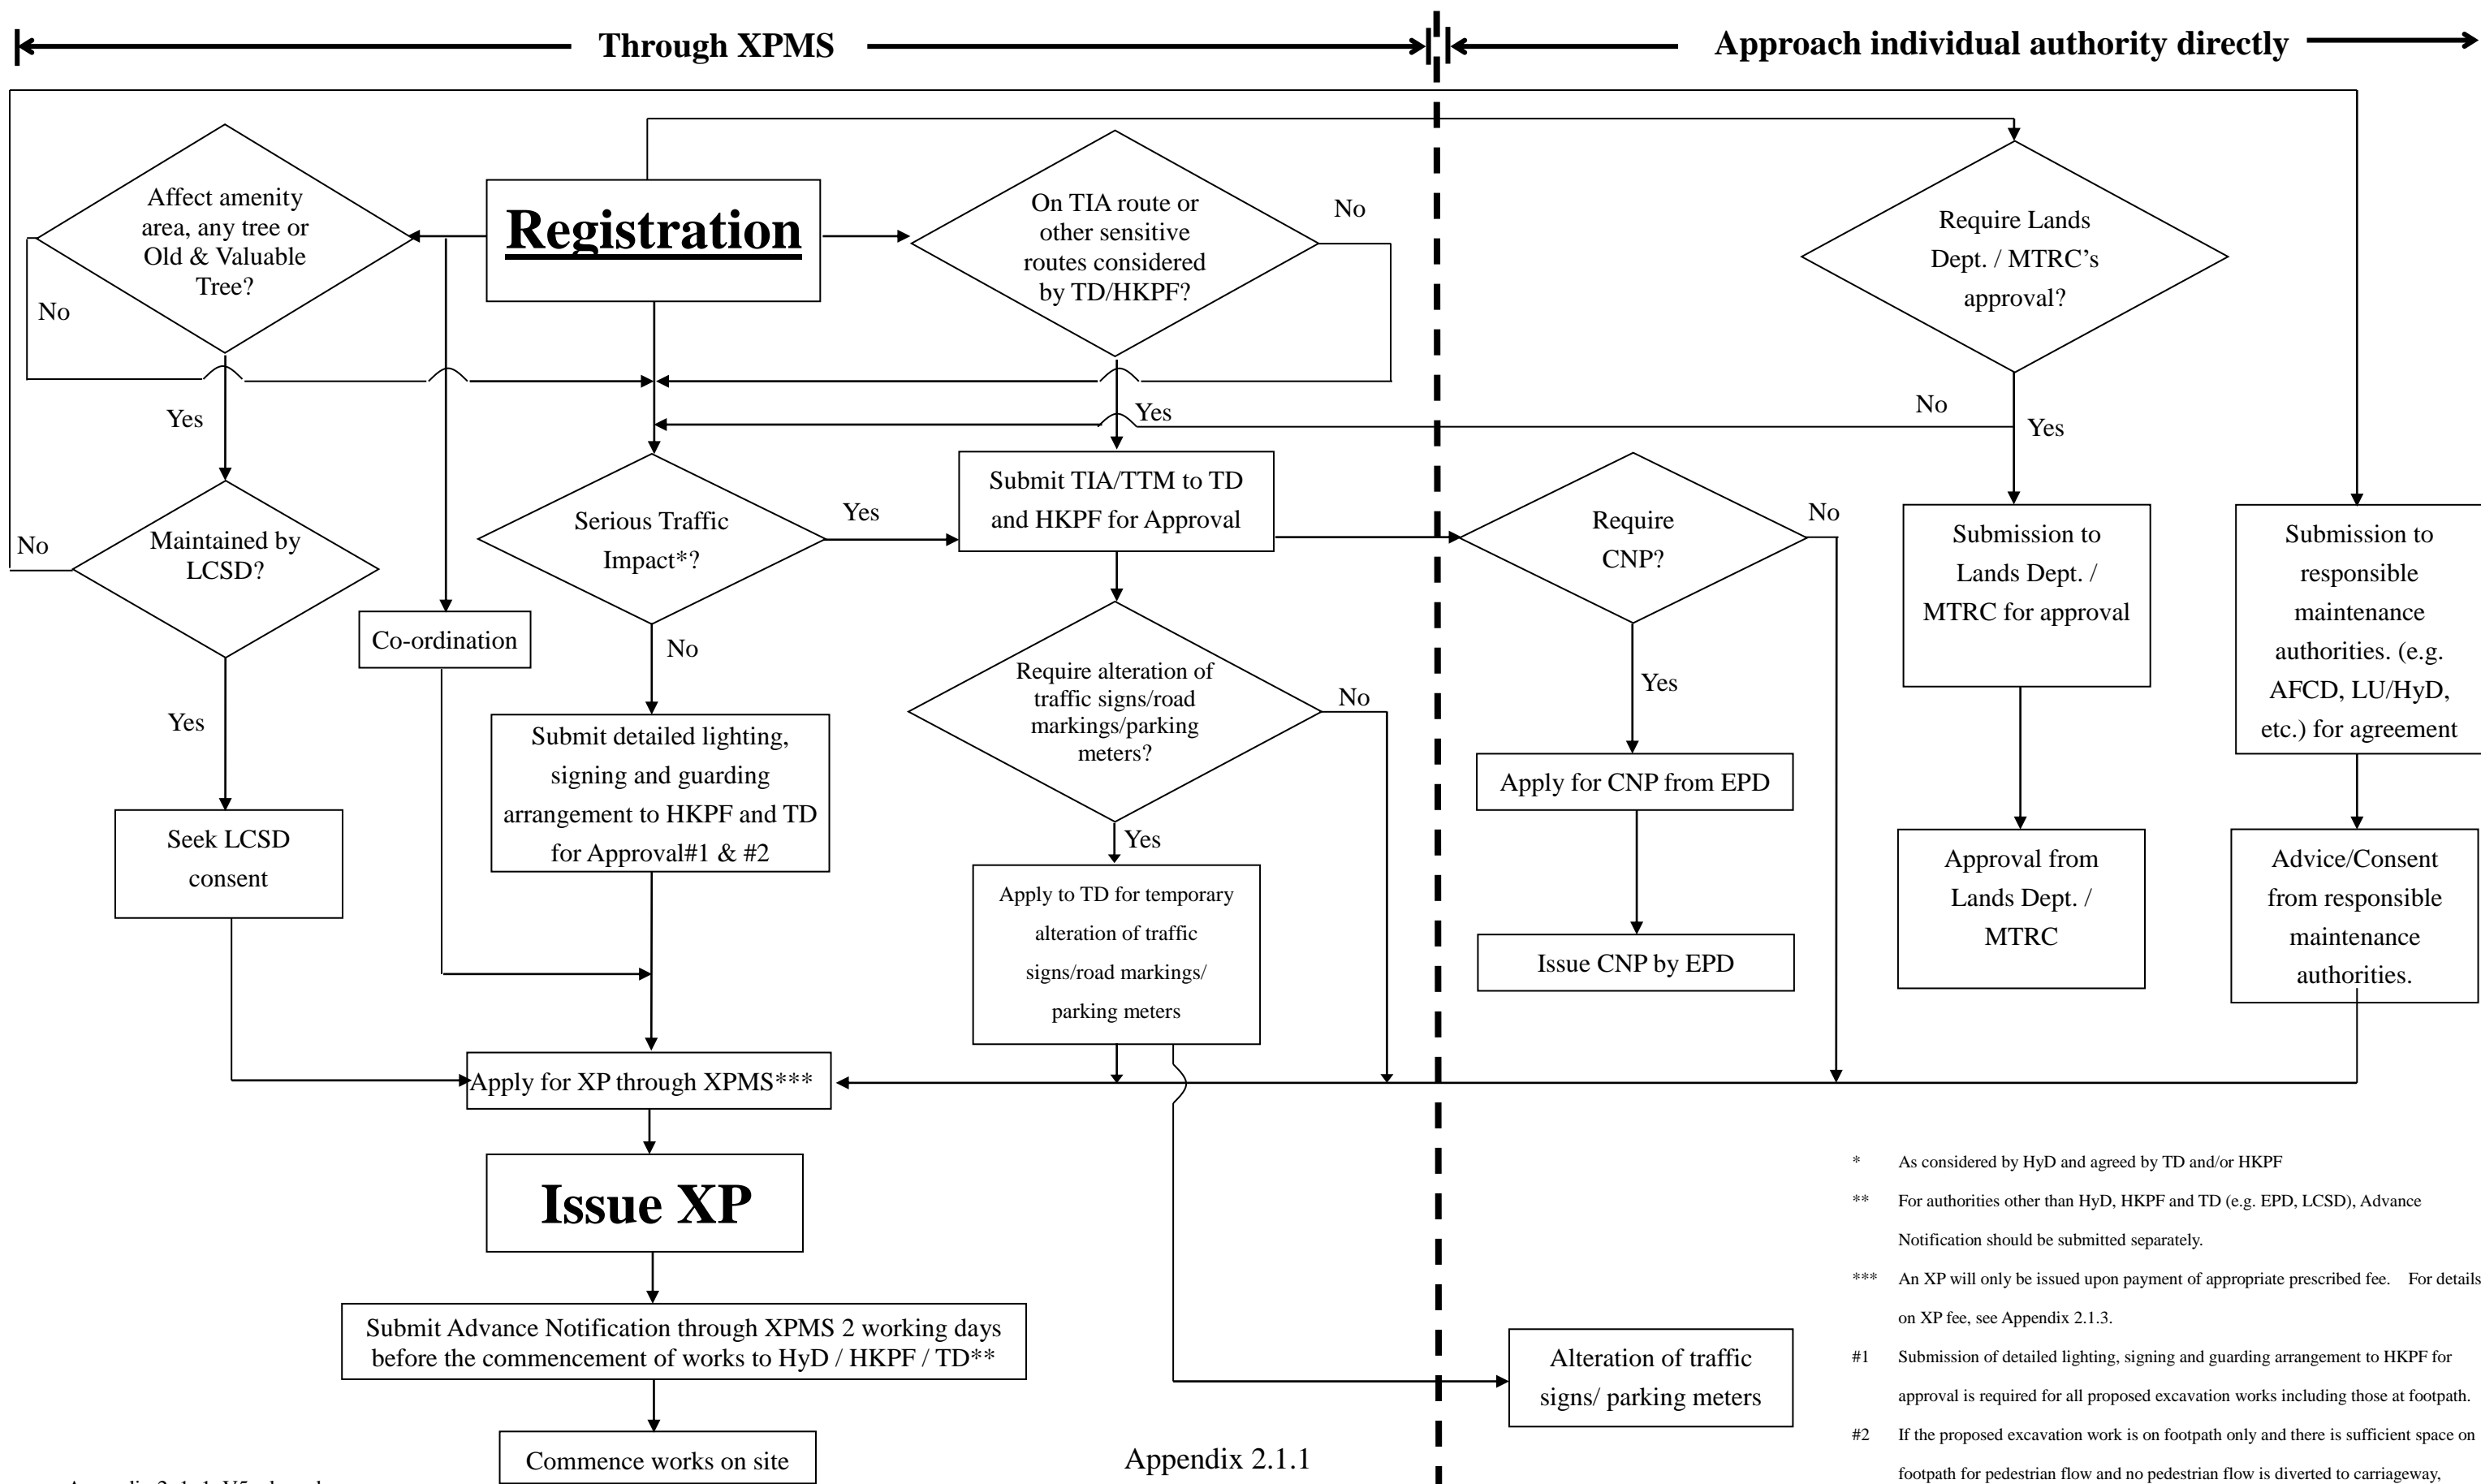 Through XPMS
Approach individual authority directly
Affect amenity
area, any tree or
Old & Valuable
Tree?
Registration
On TIA route or
other sensitive
routes considered
by TD/HKPF?
No
Require Lands
Dept. / MTRC's
approval?
No
Yes
Yes
No
Yes
Maintained by
LCSD?
No
Serious Traffic
Impact*?
Yes
Submit TIA/TTM to TD
and HKPF for Approval
Require
CNP?
No
Submission to
Lands Dept. /
MTRC for approval
Submission to
responsible
maintenance
authorities. (e.g.
AFCD, LU/HyD,
etc.) for agreement
Co-ordination
No
Require alteration of
traffic signs/road
markings/parking
meters?
No
Yes
Yes
Submit detailed lighting,
signing and guarding
arrangement to HKPF and TD
for Approval#1 & #2
Apply for CNP from EPD
Seek LCSD
consent
Yes
Apply to TD for temporary
alteration of traffic
signs/road markings/
parking meters
Approval from
Lands Dept. /
MTRC
Advice/Consent
from responsible
maintenance
authorities.
Issue CNP by EPD
Apply for XP through XPMS***
Issue XP
* As considered by HyD and agreed by TD and/or HKPF
** For authorities other than HyD, HKPF and TD (e.g. EPD, LCSD), Advance
Notification should be submitted separately.
*** An XP will only be issued upon payment of appropriate prescribed fee. For details
on XP fee, see Appendix 2.1.3.
#1 Submission of detailed lighting, signing and guarding arrangement to HKPF for
approval is required for all proposed excavation works including those at footpath.
#2 If the proposed excavation work is on footpath only and there is sufficient space on
footpath for pedestrian flow and no pedestrian flow is diverted to carriageway,
Submit Advance Notification through XPMS 2 working days
before the commencement of works to HyD / HKPF / TD**
Alteration of traffic
signs/ parking meters
Commence works on site
Appendix 2.1.1